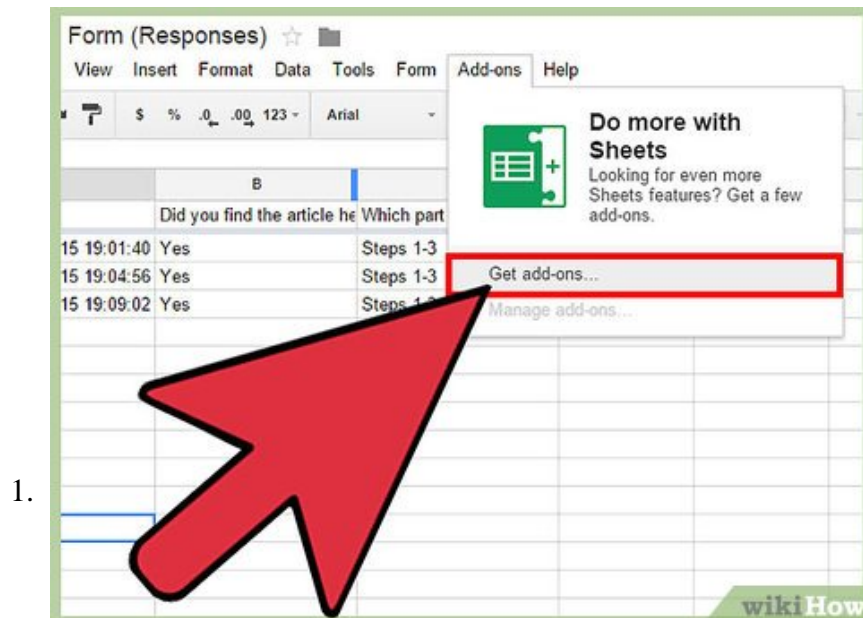 Form (Responses)
View Insert Format Data Tools Form Add-ons Help
$ % .0 .00 123 Arial
Do more with
Sheets
Looking for even more
Sheets features? Get a few
add-ons.
B
Did you find the article he Which part
15 19:01:40 Yes Steps 1-3
15 19:04:56 Yes Steps 1-3
15 19:09:02 Yes Steps
Get add-ons...
Manage add-ons...
1.
wikiHow